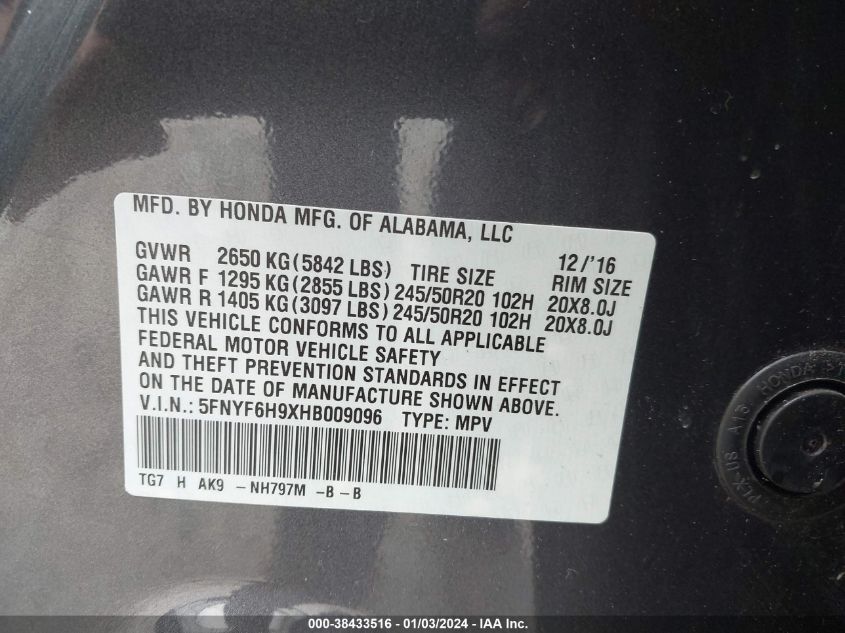 MFD. BY HONDA MFG. OF ALABAMA, LLC
GVWR 2650 KG (5842 LBS) TIRE SIZE 12/'16 RIM SIZE
GAWR F 1295 KG (2855 LBS) 245/50R20 102H 20X8.0J
GAWR R 1405 KG (3097 LBS) 245/50R20 102H 20X8.0J
THIS VEHICLE CONFORMS TO ALL APPLICABLE
FEDERAL MOTOR VEHICLE SAFETY
AND THEFT PREVENTION STANDARDS IN EFFECT
ON THE DATE OF MANUFACTURE SHOWN ABOVE.
V.I.N.: 5FNYF6H9XHB009096 TYPE: MPV
TG7 H AK9 -NH797M -B-B
HONDA
000-38433516 - 01/03/2024 - IAA Inc.